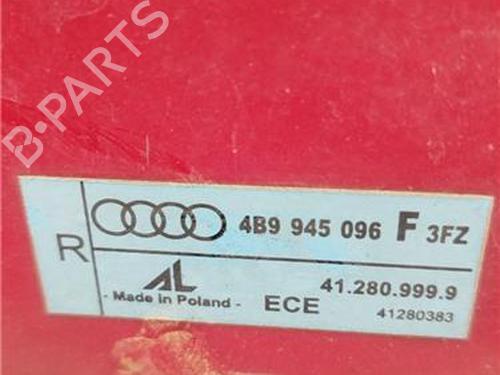 B-PARTS
R
4B9 945 096 F 3FZ
AL
- Made in Poland -
ECE
41.280.999.9
41280383